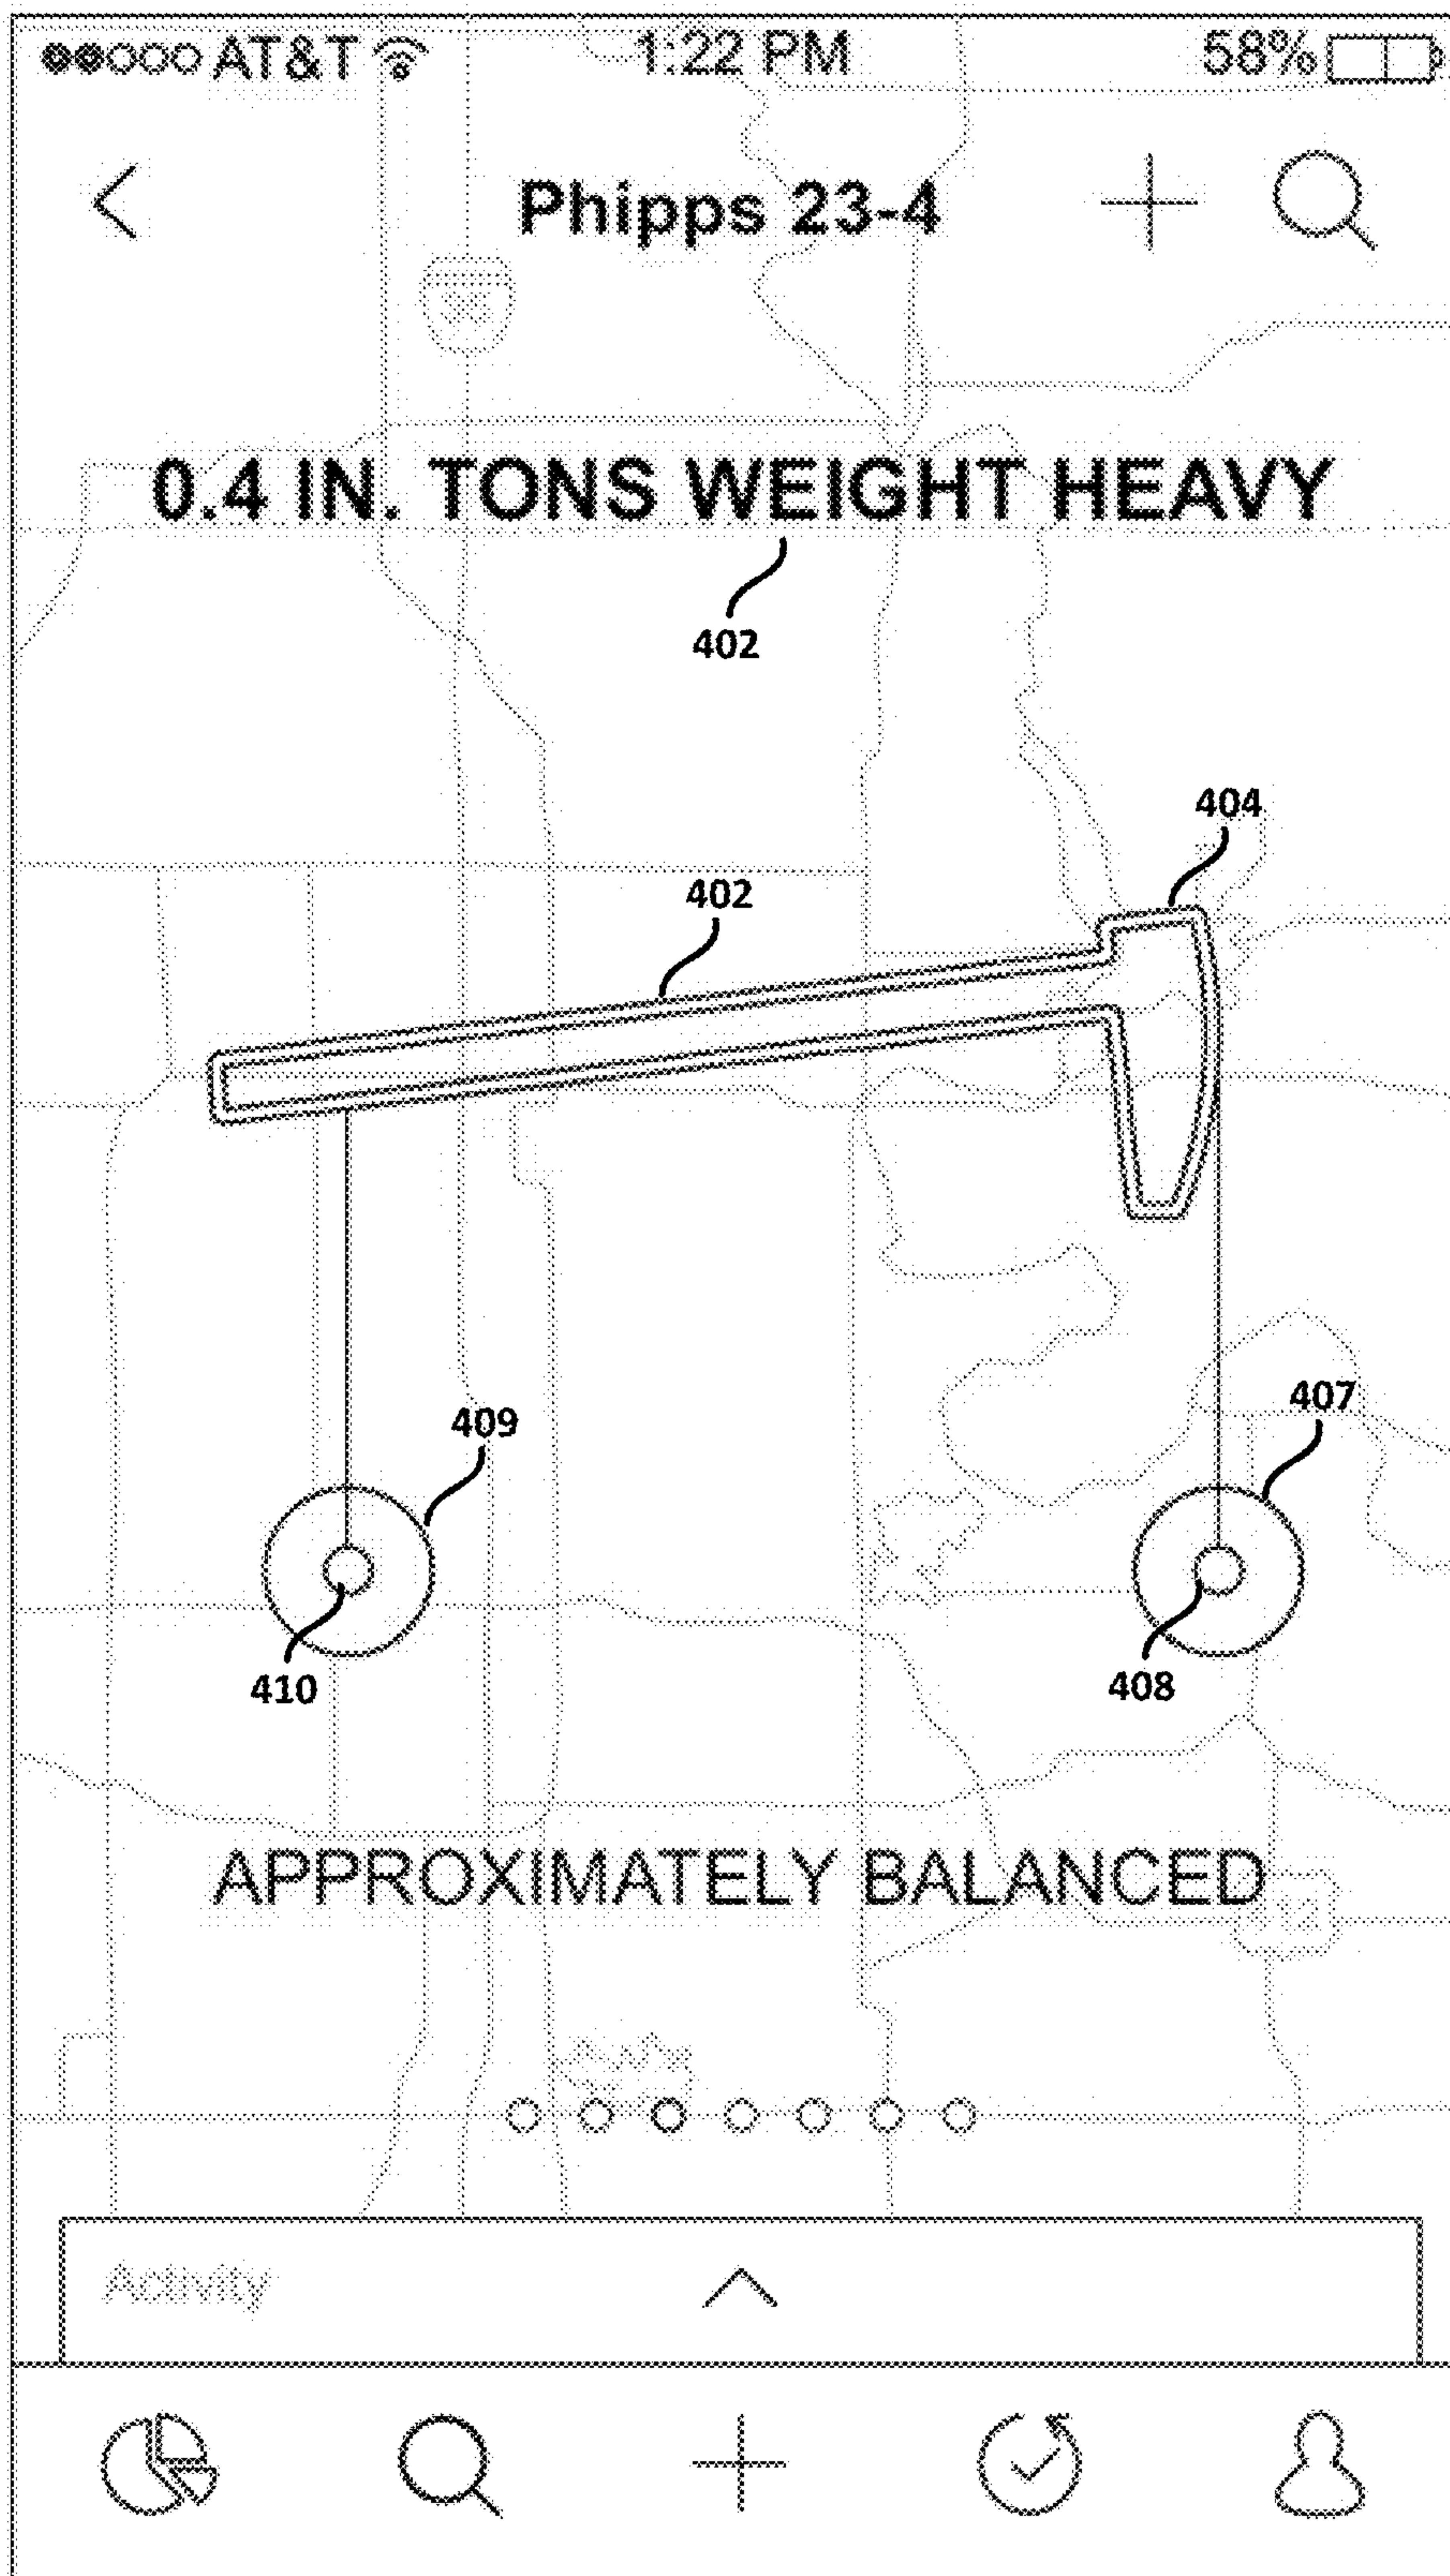 AT&T 1:22 PM 58%
Phipps 23-4
0.4 IN. TONS WEIGHT HEAVY
402
404
402
407
409
410
408
APPROXIMATELY BALANCED
Activity